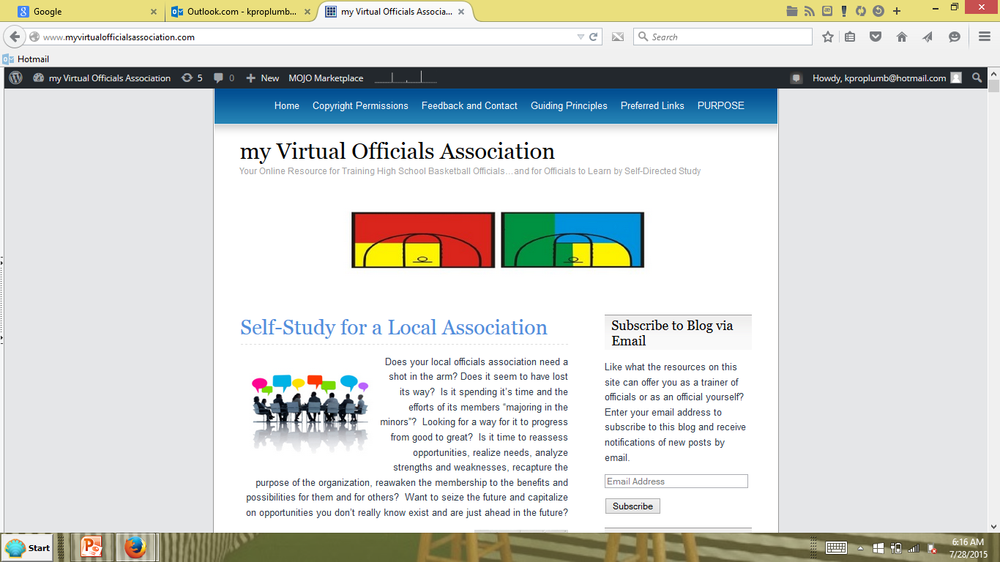 Google
Outlook.com - kproplumb...
my Virtual Officials Associa...
www.myvirtualofficialsassociation.com
Search
Hotmail
my Virtual Officials Association 5 0 New MOJO Marketplace
Howdy, kproplumb@hotmail.com
Home Copyright Permissions Feedback and Contact Guiding Principles Preferred Links PURPOSE
my Virtual Officials Association
Your Online Resource for Training High School Basketball Officials…and for Officials to Learn by Self-Directed Study
Self-Study for a Local Association
Does your local officials association need a
shot in the arm? Does it seem to have lost
its way?  Is it spending it’s time and the
efforts of its members “majoring in the
minors”?  Looking for a way for it to progress
from good to great?  Is it time to reassess
opportunities, realize needs, analyze
strengths and weaknesses, recapture the
purpose of the organization, reawaken the membership to the benefits and
possibilities for them and for others?  Want to seize the future and capitalize
on opportunities you don’t really know exist and are just ahead in the future?
Subscribe to Blog via
Email
Like what the resources on this
site can offer you as a trainer of
officials or as an official yourself?
Enter your email address to
subscribe to this blog and receive
notifications of new posts by
email.
Email Address
Subscribe
Start
6:16 AM
7/28/2015